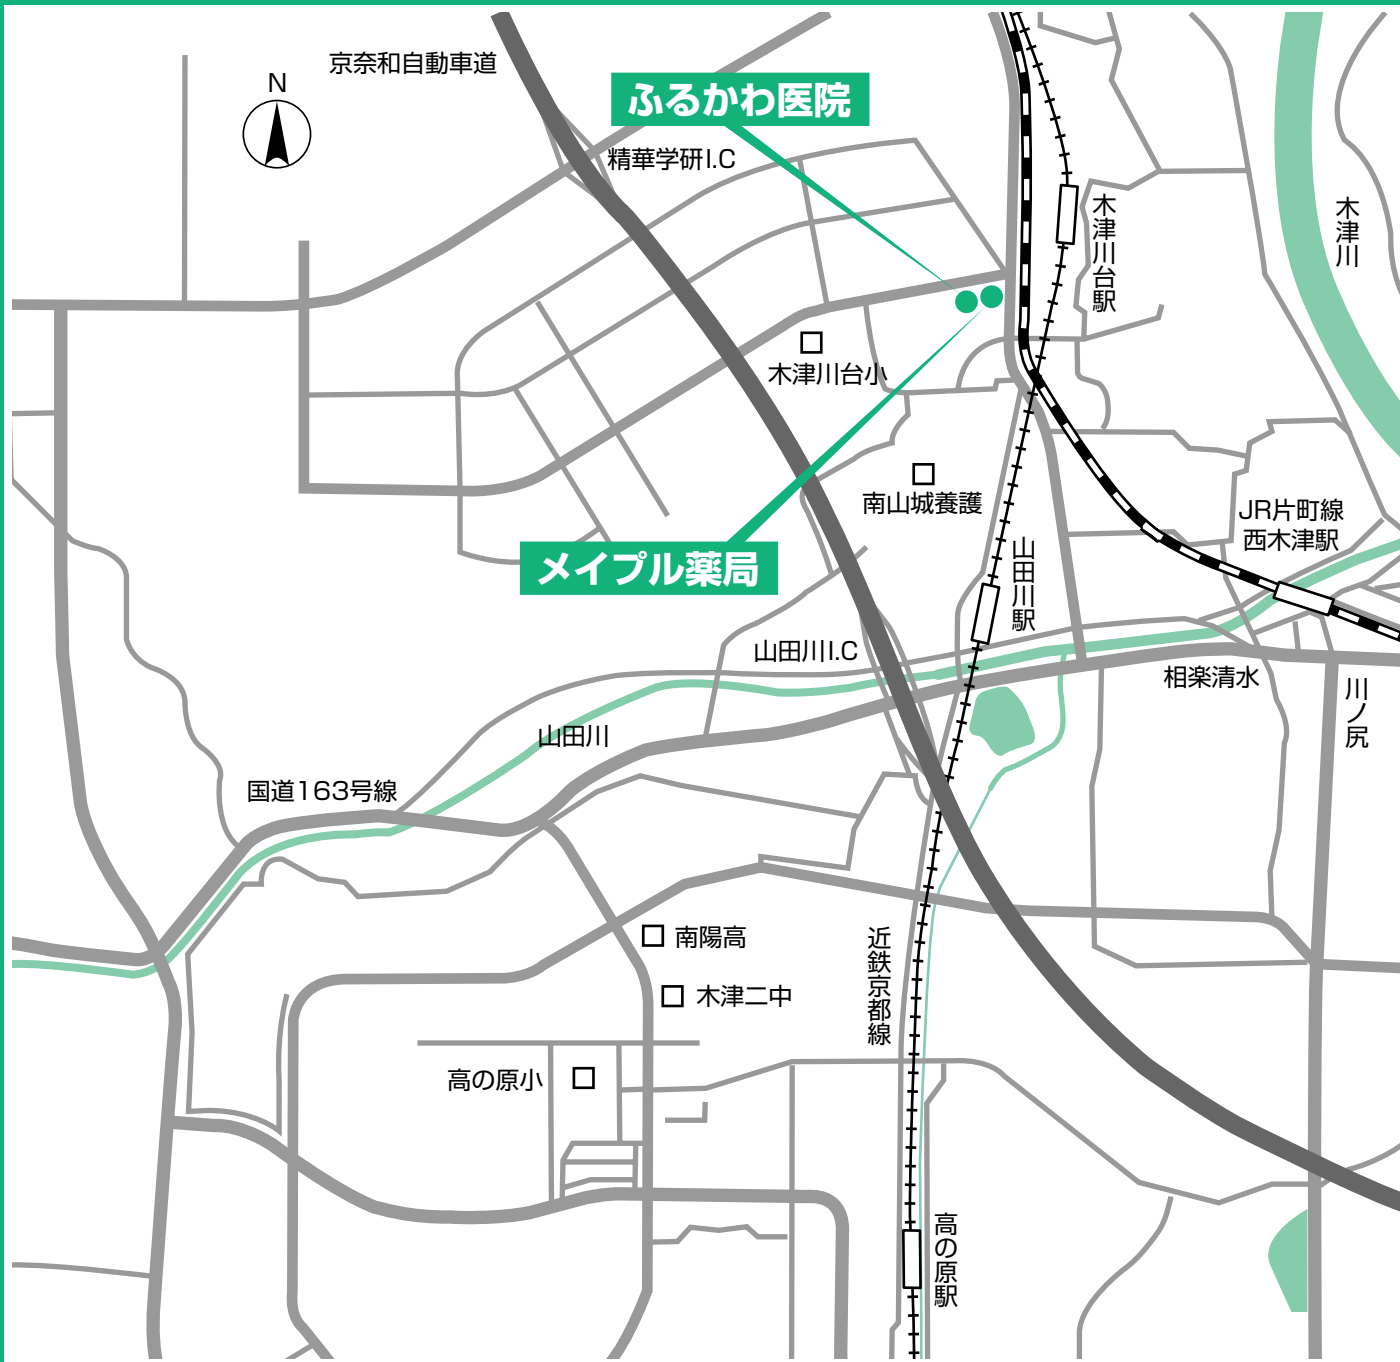 京奈和自動車道
N
ふるかわ医院
精華学研I.C
木津川台駅
木津川
木津川台小
南山城養護
JR片町線
西木津駅
メイプル薬局
山田川駅
山田川I.C
相楽清水
川ノ尻
山田川
国道163号線
南陽高
近鉄京都線
木津二中
高の原小
高の原駅